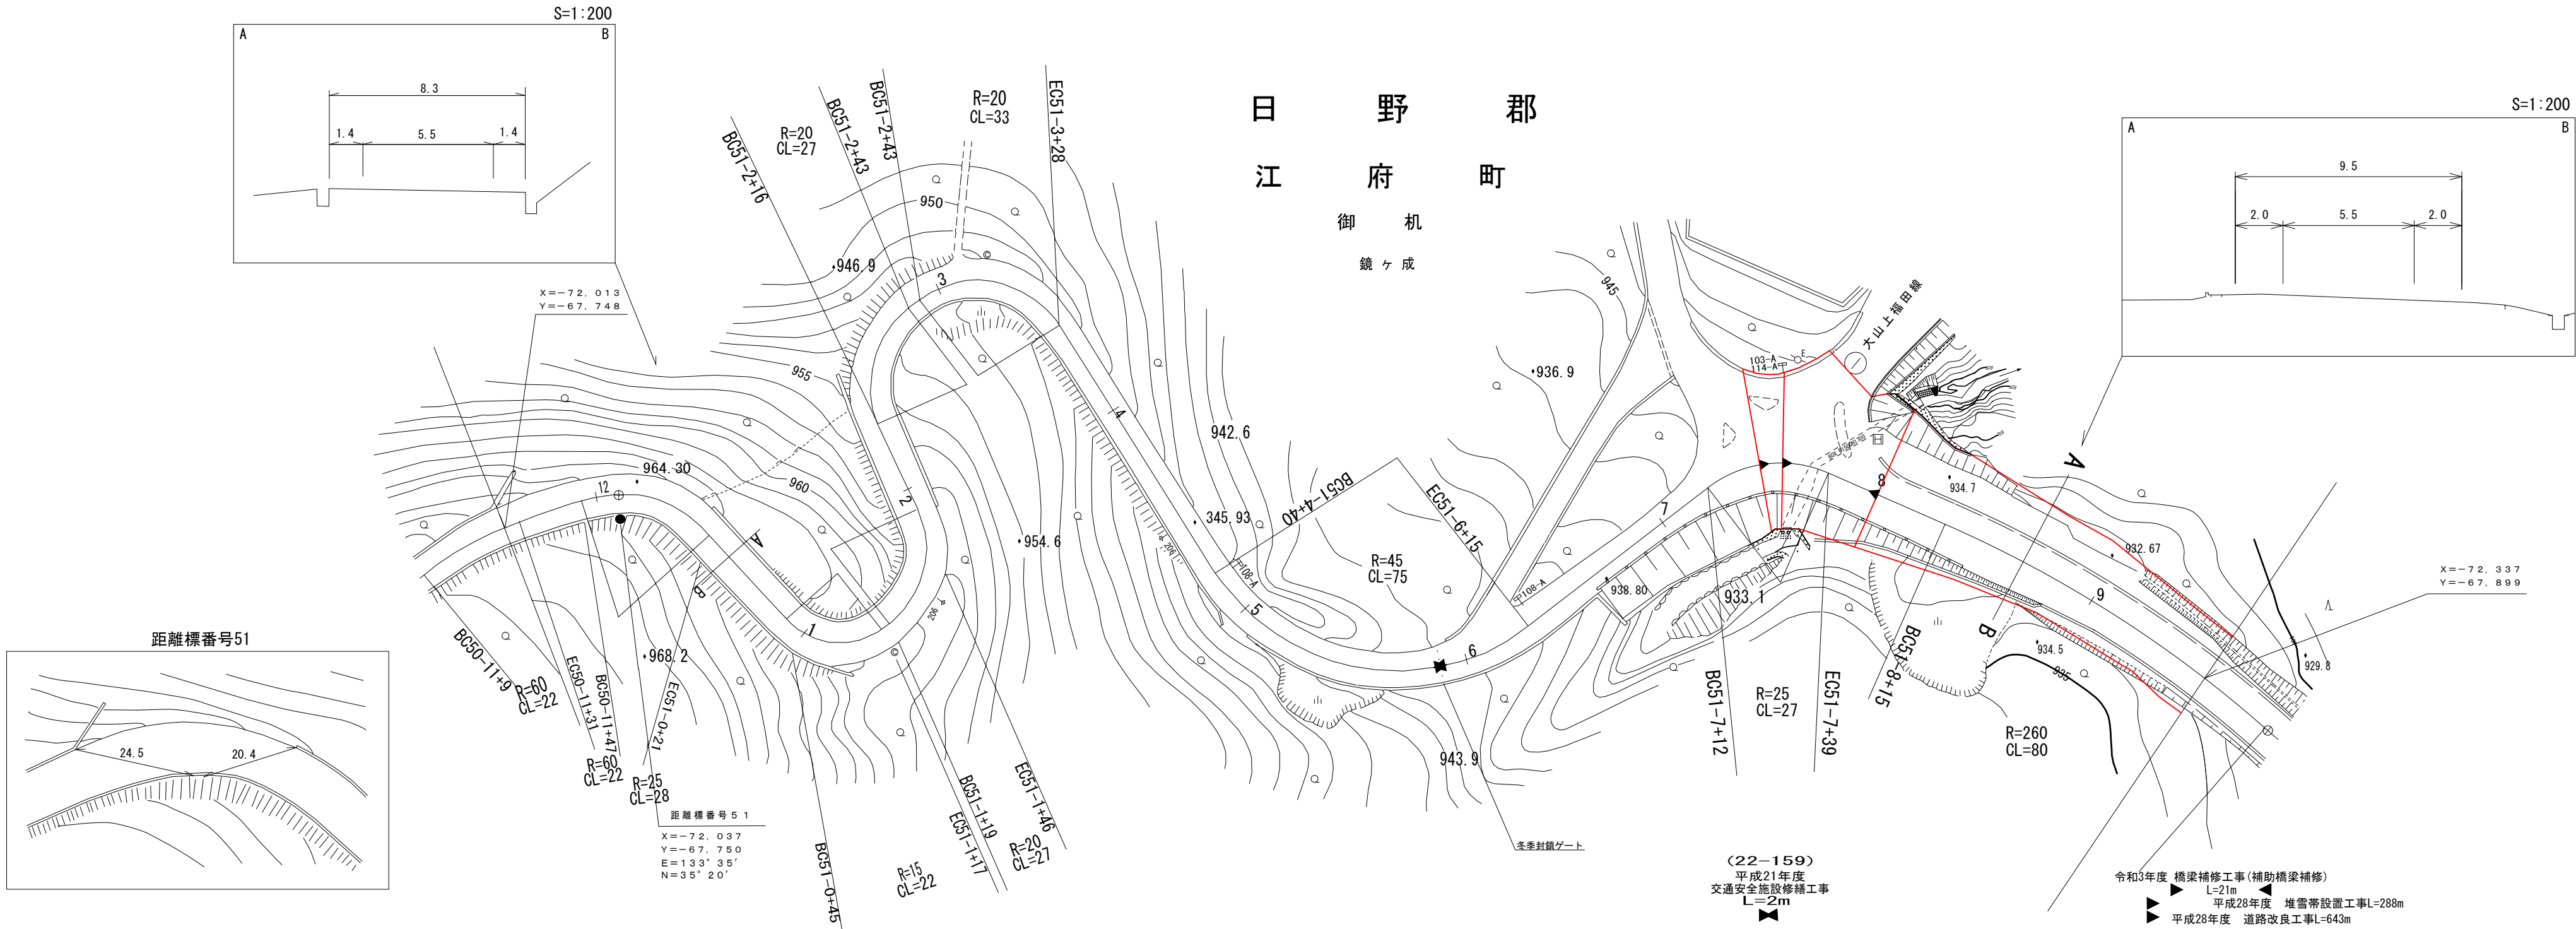 S=1:200
A B
8.3
1.4 5.5 1.4
X=-72, 013
Y=-67, 748
BC51-2+16
R=20
CL=27
BC51-2+43
BC51-2+43
R=20
CL=33
EC51-3+28
日野郡
江府町
御机
鏡ヶ成
S=1:200
A B
9.5
2.0 5.5 2.0
950
946.9
3
955
964.30
960
12
2
4
942.6
345.93
954.6
BC51-4+40
EC51-6+15
R=45
CL=75
936.9
945
103-A
114-A
E
大山上福田線
H
8
934.7
A
932.67
X=-72, 337
Y=-67, 899
929.8
9
7
108-A
938.80
933.1
204
108-A
5
6
A
B
1
206
968.2
BC50-11+9
R=60
CL=22
EC50-11+31
BC50-11+47
R=60
CL=22
EC51-0+21
R=25
CL=28
距離標番号51
24.5 20.4
距離標番号51
X=-72, 037
Y=-67, 750
E=133°35′
N=35°20′
BC51-0+45
R=15
CL=22
EC51-1+17
BC51-1+19
R=20
CL=27
EC51-1+46
943.9
冬季封鎖ゲート
BC51-7+12
R=25
CL=27
EC51-7+39
BC51-8+15
B
934.5
935
R=260
CL=80
(22-159)
平成21年度
交通安全施設修繕工事
L=2m
令和3年度 橋梁補修工事(補助橋梁補修)
L=21m
平成28年度 堆雪帯設置工事L=288m
平成28年度 道路改良工事L=643m